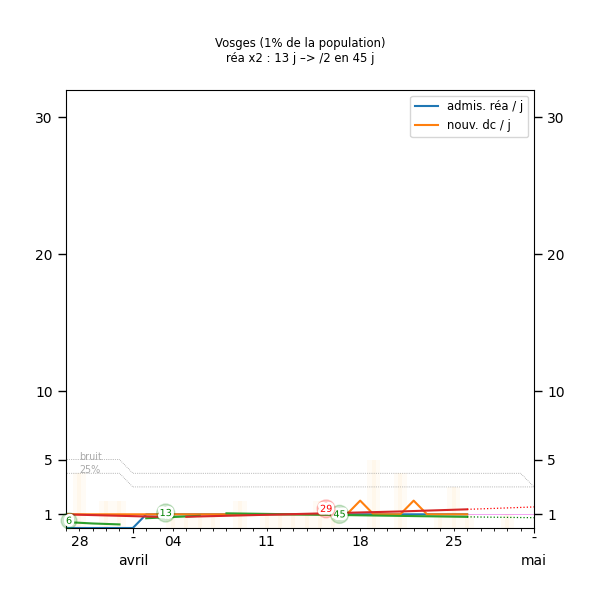 Vosges (1% de la population)
réa x2 : 13 j –> /2 en 45 j
admis. réa / j
nouv. dc / j
30 30
20 20
10 10
5 5
bruit
25%
1 1
6 13 29 45
28 - 04 11 18 25 -
avril mai